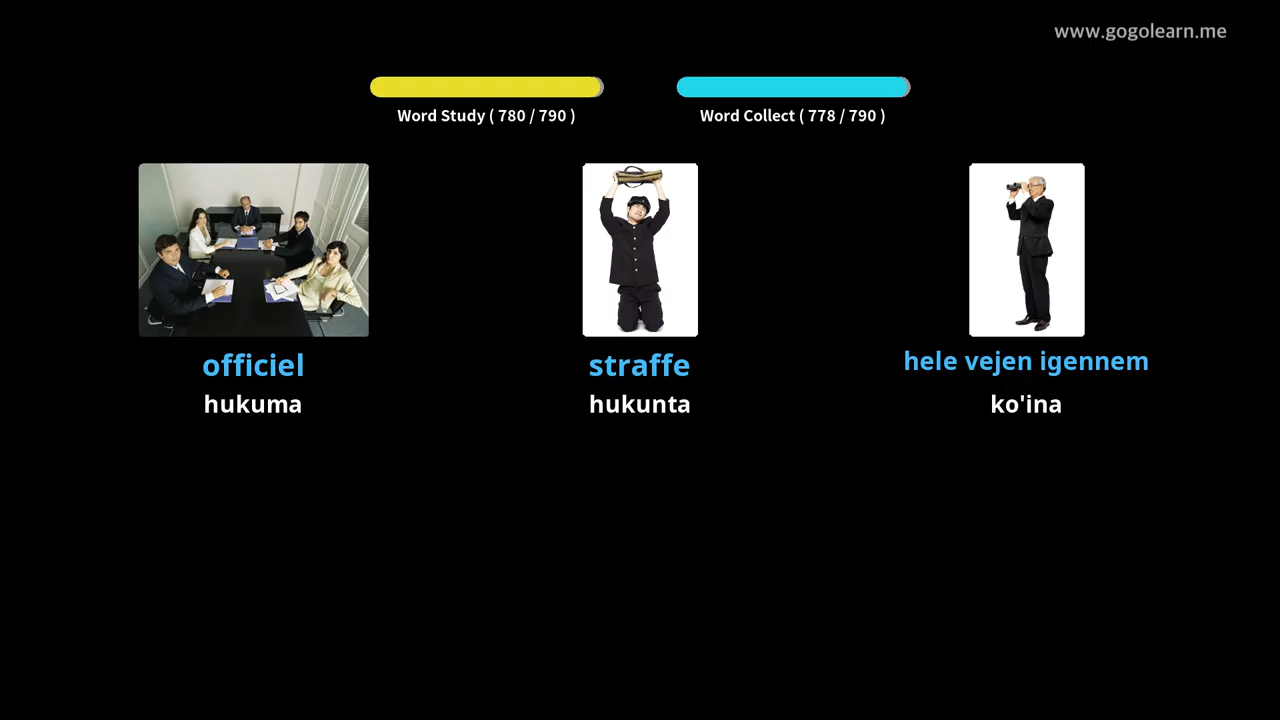 www.gogolearn.me
Word Study ( 780 / 790 )
Word Collect ( 778 / 790 )
officiel
straffe
hele vejen igennem
hukuma
hukunta
ko'ina